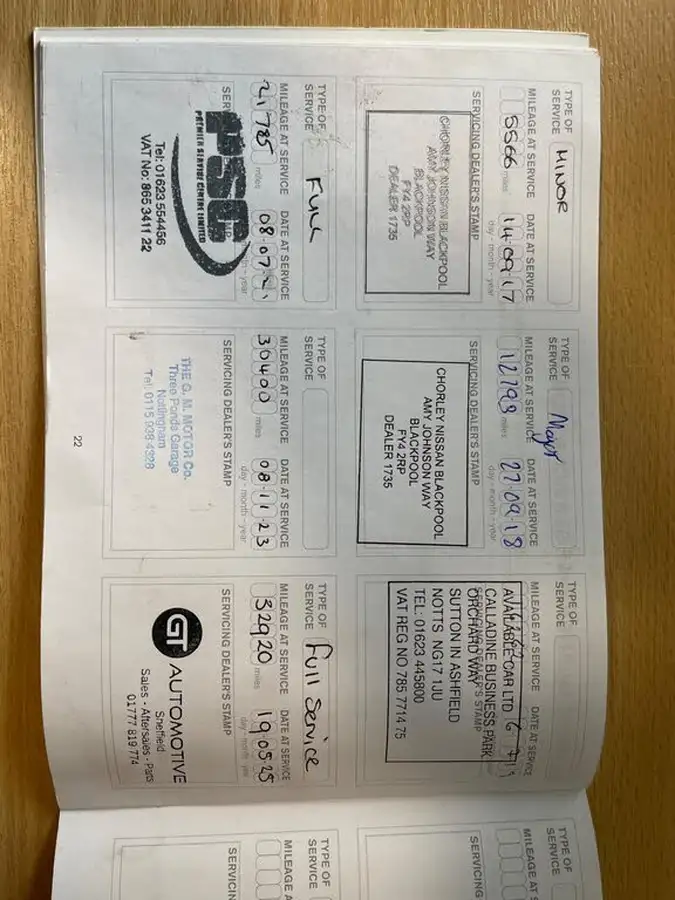 TYPE OF
SERVICE
MINOR
MILEAGE AT SERVICE
DATE AT SERVICE
5566 miles
14·09·17
day - month - year
SERVICING DEALER'S STAMP
CHORLEY NISSAN BLACKPOOL
AMY JOHNSON WAY
BLACKPOOL
FY4 2RP
DEALER 1735
TYPE OF
SERVICE
Major
MILEAGE AT SERVICE
DATE AT SERVICE
12793 miles
27·09·18
day - month - year
SERVICING DEALER'S STAMP
CHORLEY NISSAN BLACKPOOL
AMY JOHNSON WAY
BLACKPOOL
FY4 2RP
DEALER 1735
TYPE OF
SERVICE
MILEAGE AT SERVICE
DATE AT SERVICE
SERVICING DEALER'S STAMP
AVAILABLE CAR LTD
CALLADINE BUSINESS PARK
ORCHARD WAY
SUTTON IN ASHFIELD
NOTTS NG17 1JU
TEL: 01623 445800
VAT REG NO 785 7714 75
TYPE OF
SERVICE
FULL
MILEAGE AT SERVICE
DATE AT SERVICE
21785 miles
08·07·21
PSC
PREMIER SERVICE CENTRE LIMITED
Tel: 01623 554456
VAT No: 865 3411 22
TYPE OF
SERVICE
MILEAGE AT SERVICE
DATE AT SERVICE
30400 miles
08·11·23
day - month - year
SERVICING DEALER'S STAMP
THE G. M. MOTOR Co.
Three Ponds Garage
Nottingham
Tel: 0115 938 4328
TYPE OF
SERVICE
Full Service
MILEAGE AT SERVICE
DATE AT SERVICE
32920 miles
19·05·25
day - month - year
SERVICING DEALER'S STAMP
GT AUTOMOTIVE
Sheffield
Sales - Aftersales - Parts
01777 819 774
22
TYPE OF
SERVICE
MILEAGE AT S
SERVICING
TYPE OF
SERVICE
MILEAGE A
SERVICIN